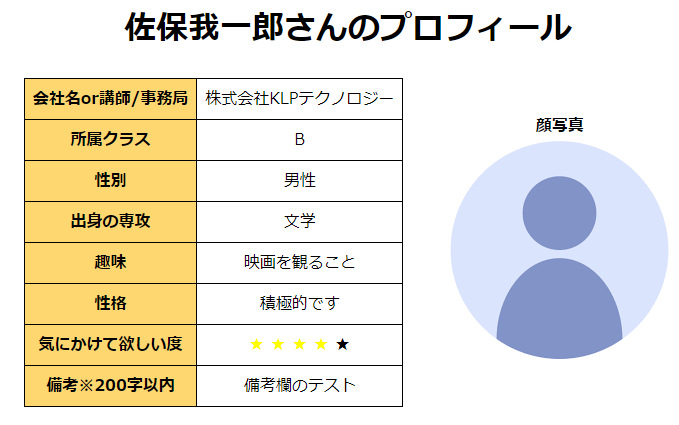 佐保我一郎さんのプロフィール
会社名or講師/事務局 株式会社KLPテクノロジー
所属クラス B
性別 男性
出身の専攻 文学
趣味 映画を観ること
性格 積極的です
気にかけて欲しい度 ★ ★ ★ ★ ★
備考※200字以内 備考欄のテスト
顔写真